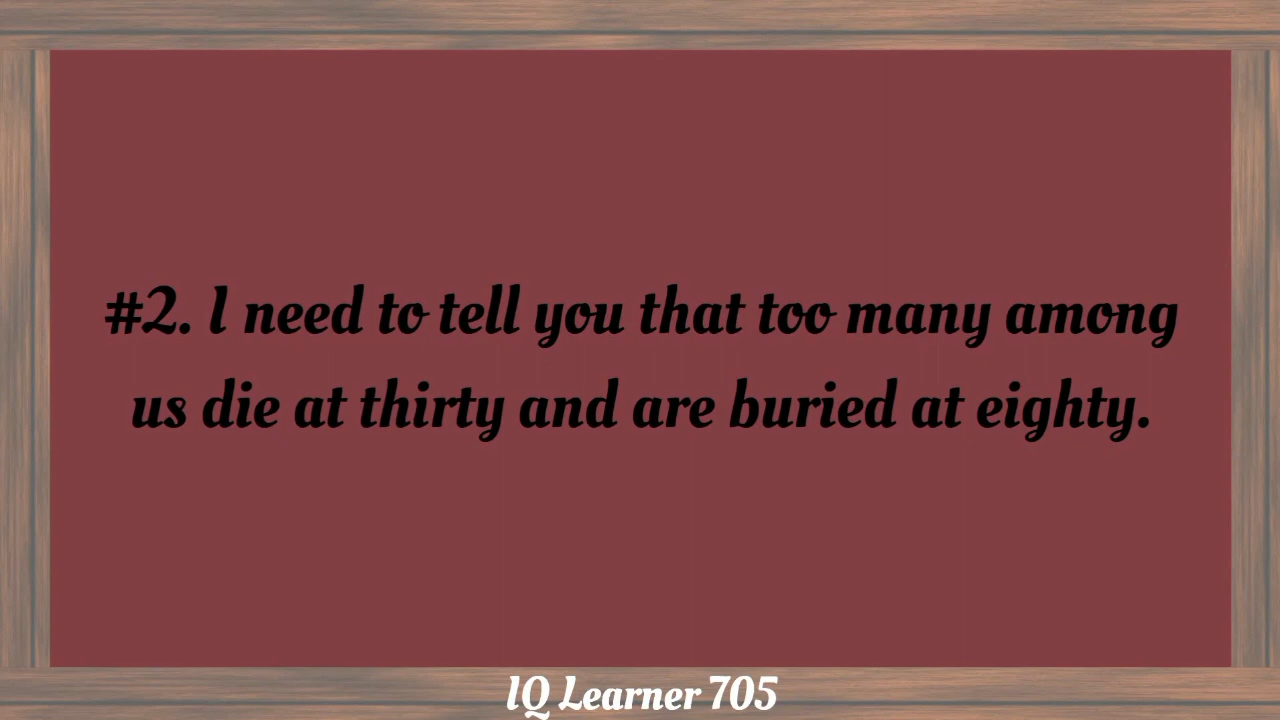 #2. I need to tell you that too many among
us die at thirty and are buried at eighty.
IQ Learner 705